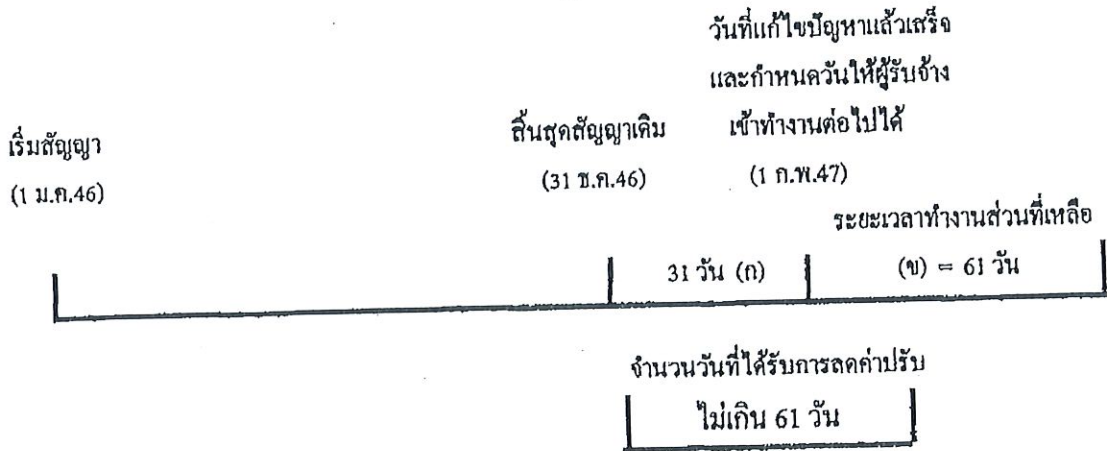 วันที่แก้ไขปัญหาแล้วเสร็จ
และกำหนดวันให้ผู้รับจ้าง
เริ่มสัญญา
สิ้นสุดสัญญาเดิม
เข้าทำงานต่อไปได้
(1 ม.ค.46)
(31 ธ.ค.46)
(1 ก.พ.47)
ระยะเวลาทำงานส่วนที่เหลือ
31 วัน (ก)
(ข) = 61 วัน
จำนวนวันที่ได้รับการลดค่าปรับ
ไม่เกิน 61 วัน